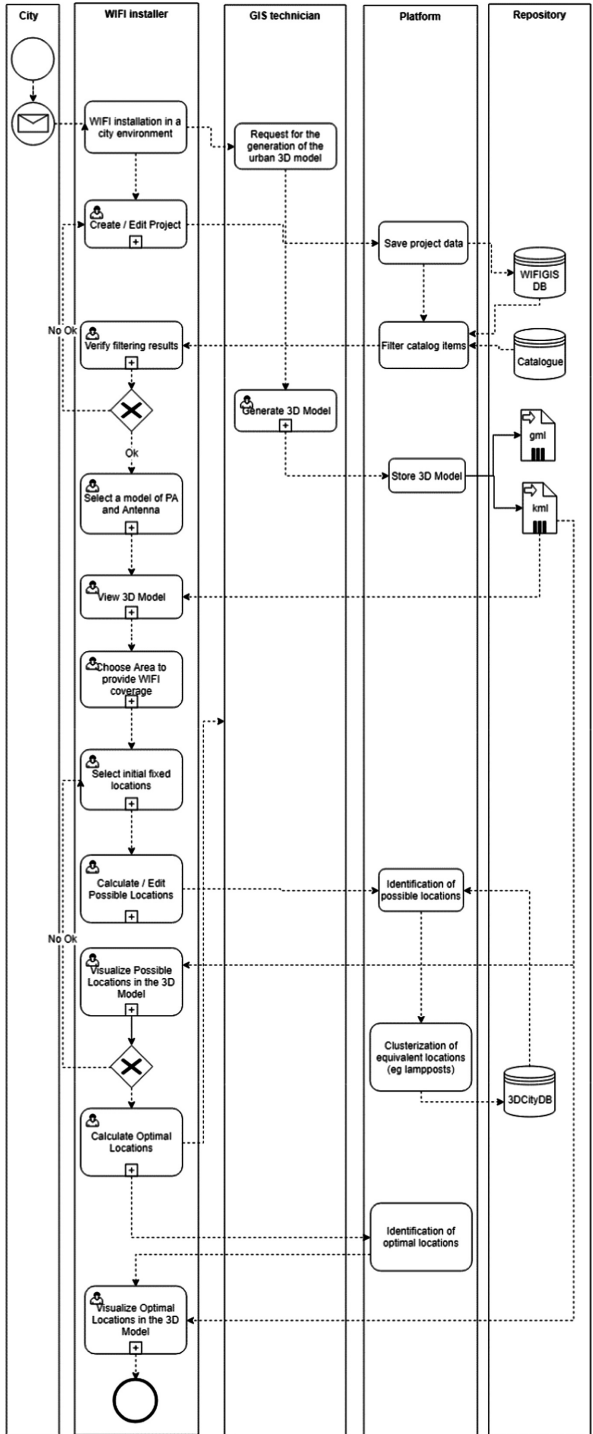 City
WIFI installer
GIS technician
Platform
Repository
WIFI installation in a
city environment
Request for the
generation of the
urban 3D model
Create / Edit Project
Save project data
WIFIGIS
DB
No Ok
Verify filtering results
Filter catalog items
Catalogue
Generate 3D Model
gml
Ok
Select a model of PA
and Antenna
Store 3D Model
kml
View 3D Model
Choose Area to
provide WIFI
coverage
Select initial fixed
locations
Calculate / Edit
Possible Locations
Identification of
possible locations
No Ok
Visualize Possible
Locations in the 3D
Model
Clusterization of
equivalent locations
(eg lampposts)
3DCityDB
Calculate Optimal
Locations
Identification of
optimal locations
Visualize Optimal
Locations in the 3D
Model